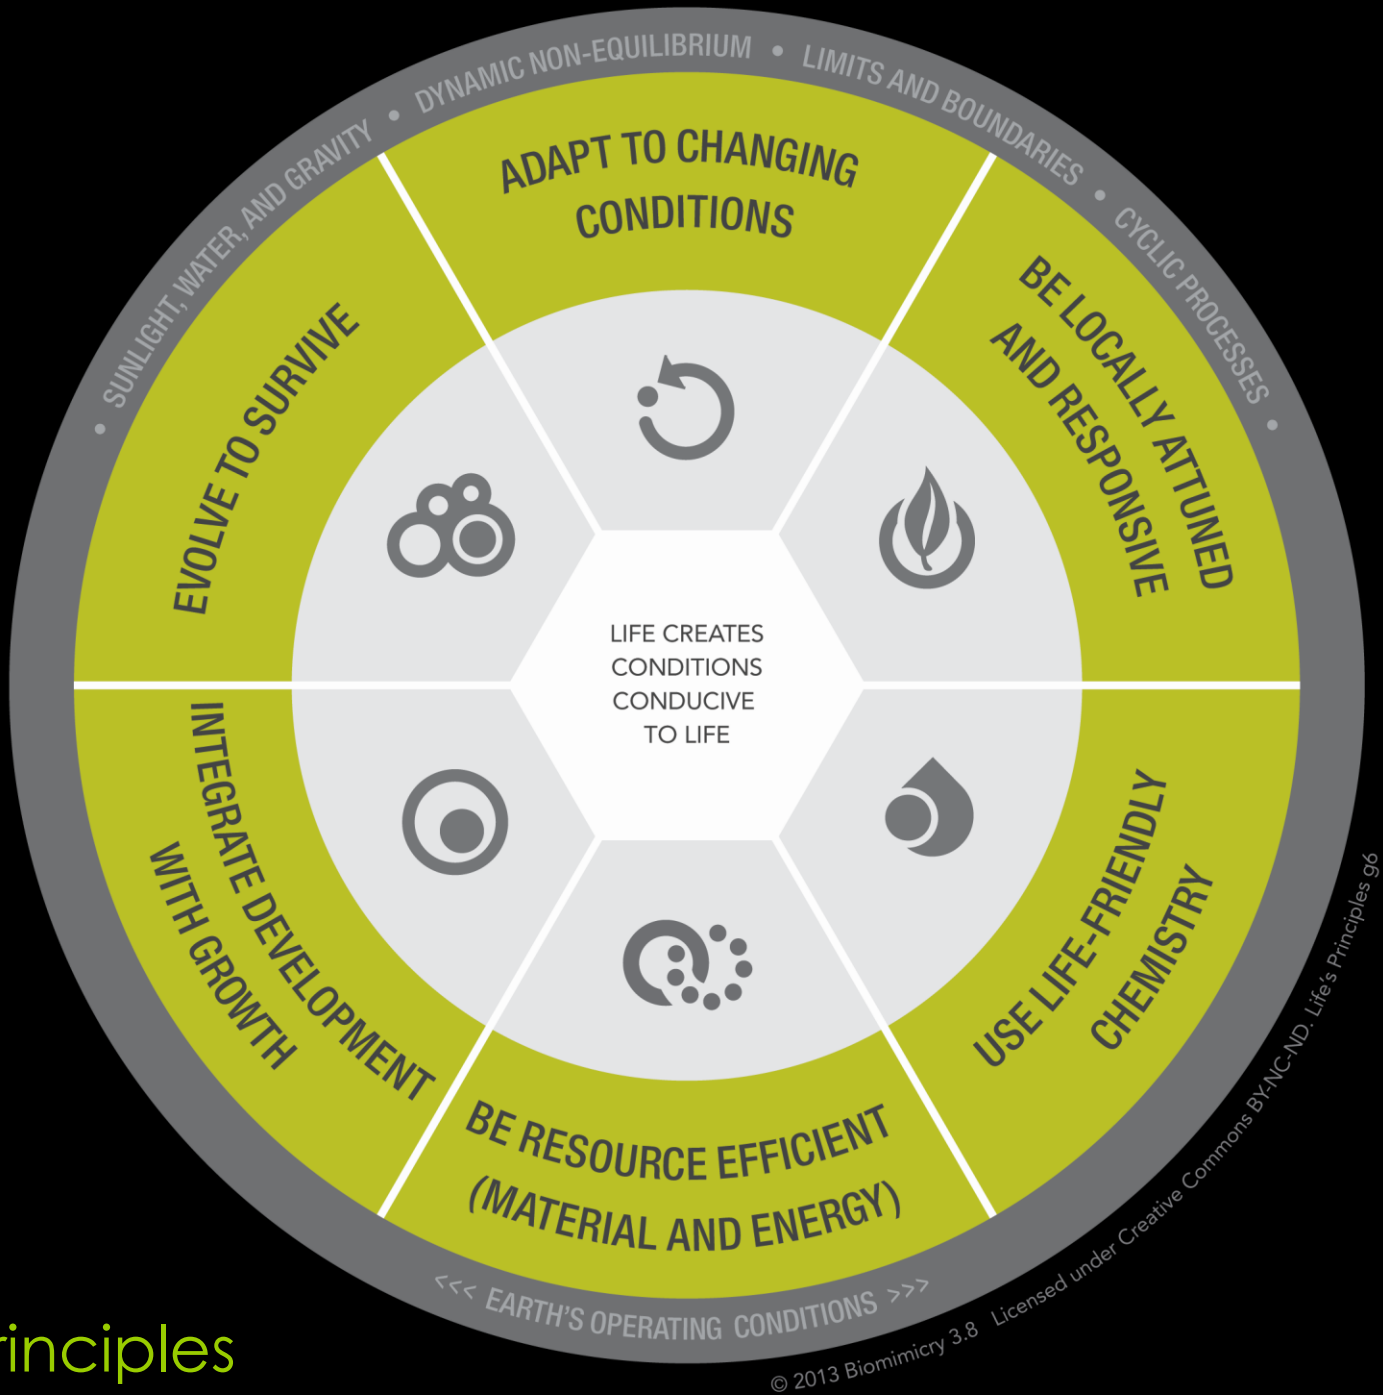 • SUNLIGHT, WATER, AND GRAVITY • DYNAMIC NON-EQUILIBRIUM • LIMITS AND BOUNDARIES • CYCLIC PROCESSES •
ADAPT TO CHANGING
CONDITIONS
BE LOCALLY ATTUNED
AND RESPONSIVE
USE LIFE-FRIENDLY
CHEMISTRY
BE RESOURCE EFFICIENT
(MATERIAL AND ENERGY)
INTEGRATE DEVELOPMENT
WITH GROWTH
EVOLVE TO SURVIVE
LIFE CREATES
CONDITIONS
CONDUCIVE
TO LIFE
<<< EARTH'S OPERATING CONDITIONS >>>
rinciples
© 2013 Biomimicry 3.8 Licensed under Creative Commons BY-NC-ND. Life's Principles g6